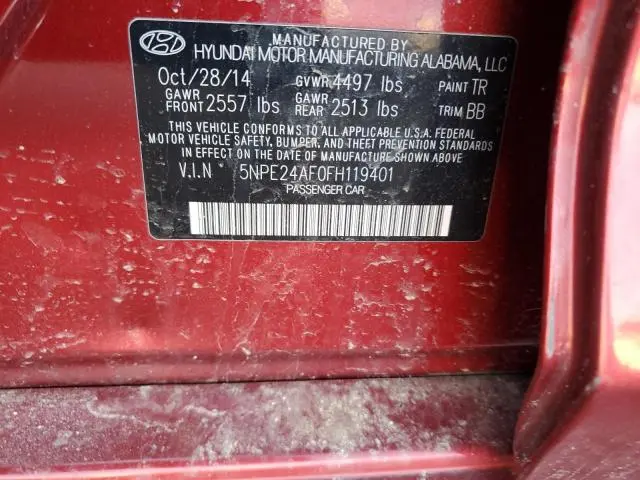 MANUFACTURED BY
HYUNDAI MOTOR MANUFACTURING ALABAMA, LLC
Oct/28/14 GVWR 4497 lbs PAINT TR
GAWR FRONT 2557 lbs GAWR REAR 2513 lbs TRIM BB
THIS VEHICLE CONFORMS TO ALL APPLICABLE U.S.A. FEDERAL
MOTOR VEHICLE SAFETY, BUMPER, AND THEFT PREVENTION STANDARDS
IN EFFECT ON THE DATE OF MANUFACTURE SHOWN ABOVE.
V.I.N * 5NPE24AF0FH119401
PASSENGER CAR